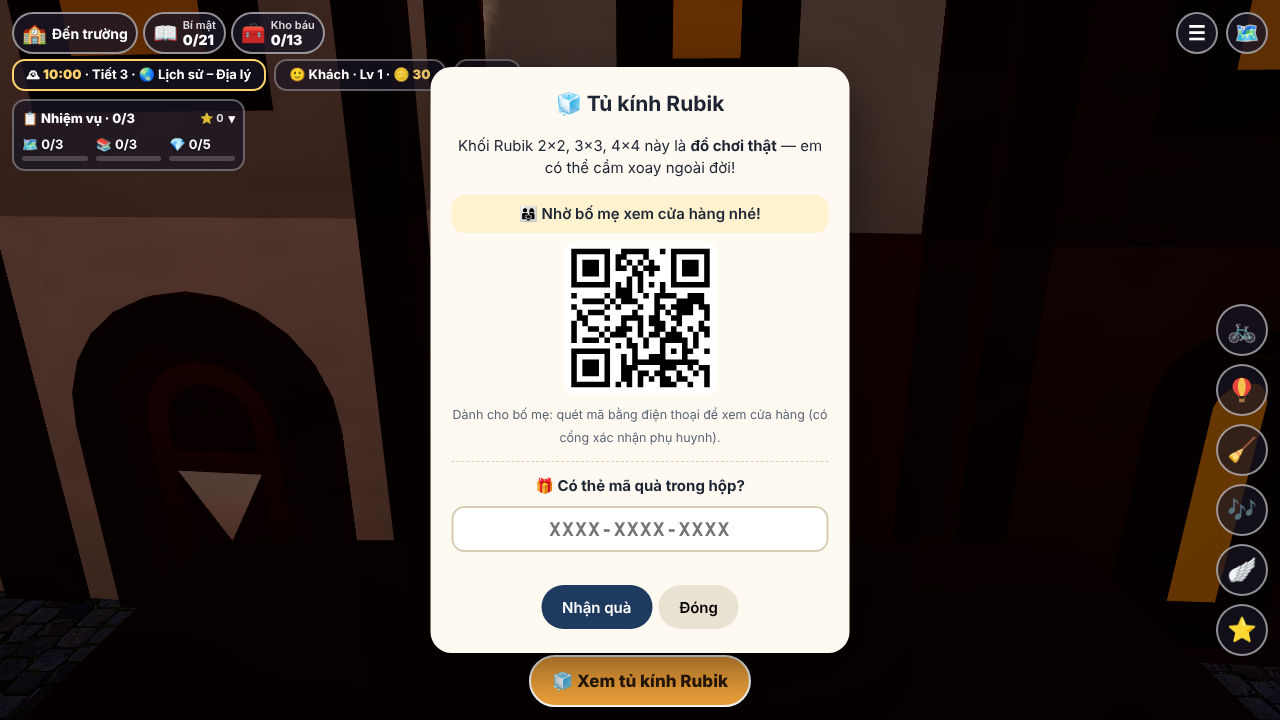 Đến trường
Bí mật
0/21
Kho báu
0/13
10:00 · Tiết 3 · Lịch sử – Địa lý
Khách · Lv 1 · 30
Nhiệm vụ · 0/3
0 ▾
0/3
0/3
0/5
Tủ kính Rubik
Khối Rubik 2×2, 3×3, 4×4 này là đồ chơi thật — em
có thể cầm xoay ngoài đời!
Nhờ bố mẹ xem cửa hàng nhé!
Dành cho bố mẹ: quét mã bằng điện thoại để xem cửa hàng (có
cổng xác nhận phụ huynh).
Có thẻ mã quà trong hộp?
XXXX-XXXX-XXXX
Nhận quà
Đóng
Xem tủ kính Rubik